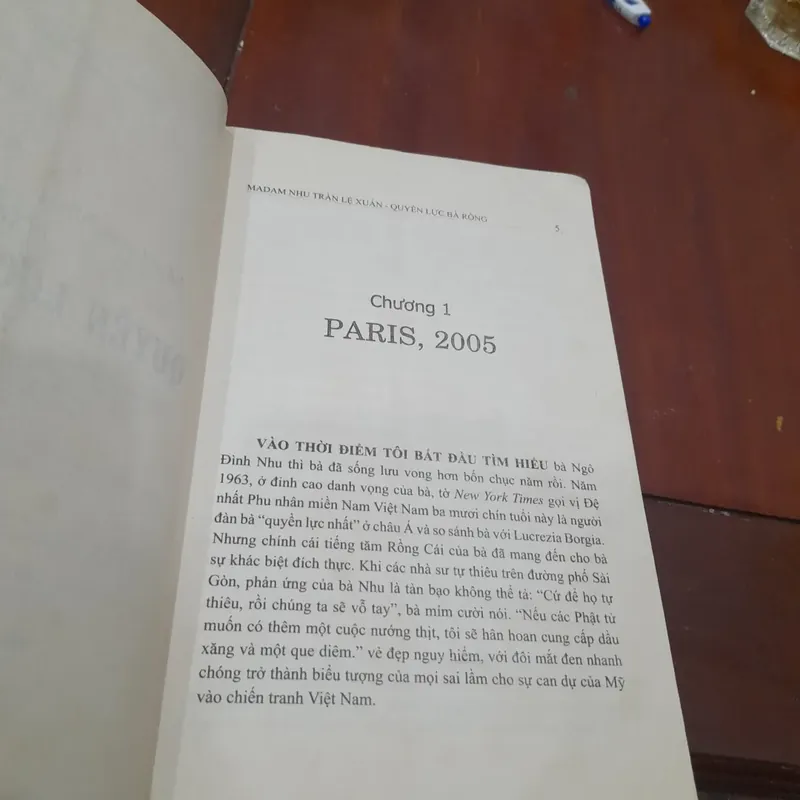 MADAM NHU TRẦN LỆ XUÂN - QUYỀN LỰC BÀ RỒNG
5
Chương 1
PARIS, 2005
VÀO THỜI ĐIỂM TÔI BẮT ĐẦU TÌM HIỂU bà Ngô
Đình Nhu thì bà đã sống lưu vong hơn bốn chục năm rồi. Năm
1963, ở đỉnh cao danh vọng của bà, tờ New York Times gọi vị Đệ
nhất Phu nhân miền Nam Việt Nam ba mươi chín tuổi này là người
đàn bà “quyền lực nhất” ở châu Á và so sánh bà với Lucrezia Borgia.
Nhưng chính cái tiếng tăm Rồng Cái của bà đã mang đến cho bà
sự khác biệt đích thực. Khi các nhà sư tự thiêu trên đường phố Sài
Gòn, phản ứng của bà Nhu là tàn bạo không thể tả: “Cứ để họ tự
thiêu, rồi chúng ta sẽ vỗ tay”, bà mỉm cười nói. “Nếu các Phật tử
muốn có thêm một cuộc nướng thịt, tôi sẽ hân hoan cung cấp dầu
xăng và một que diêm.” vẻ đẹp nguy hiểm, với đôi mắt đen nhanh
chóng trở thành biểu tượng của mọi sai lầm cho sự can dự của Mỹ
vào chiến tranh Việt Nam.